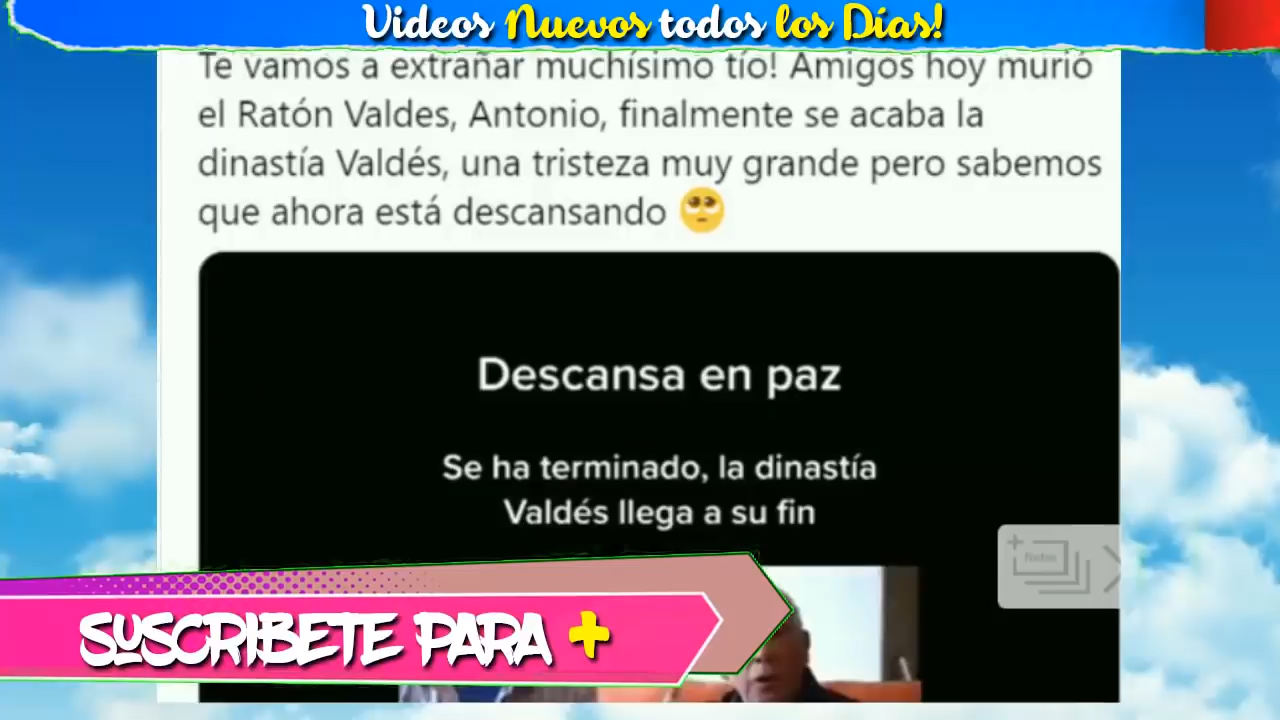 Videos Nuevos todos los Días!
Te vamos a extrañar muchísimo tío! Amigos hoy murió
el Ratón Valdes, Antonio, finalmente se acaba la
dinastía Valdés, una tristeza muy grande pero sabemos
que ahora está descansando 🥺
Descansa en paz
Se ha terminado, la dinastía
Valdés llega a su fin
SUSCRIBETE PARA +